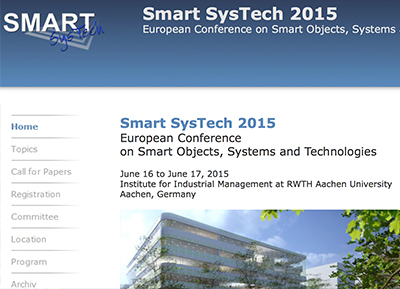 SMART
SysTech
Smart SysTech 2015
European Conference on Smart Objects, Systems
Home
Topics
Call for Papers
Registration
Committee
Location
Program
Archiv
Smart SysTech 2015
European Conference
on Smart Objects, Systems and Technologies
June 16 to June 17, 2015
Institute for Industrial Management at RWTH Aachen University
Aachen, Germany